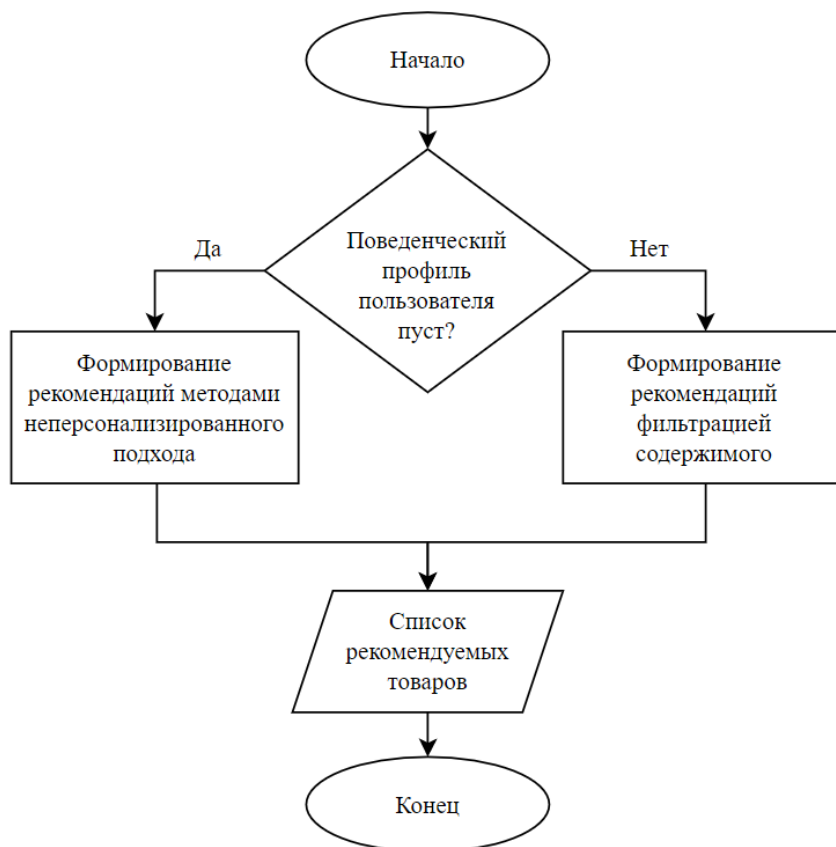 Начало
Поведенческий
профиль
пользователя
пуст?
Да
Нет
Формирование
рекомендаций методами
неперсонализированного
подхода
Формирование
рекомендаций
фильтрацией
содержимого
Список
рекомендуемых
товаров
Конец